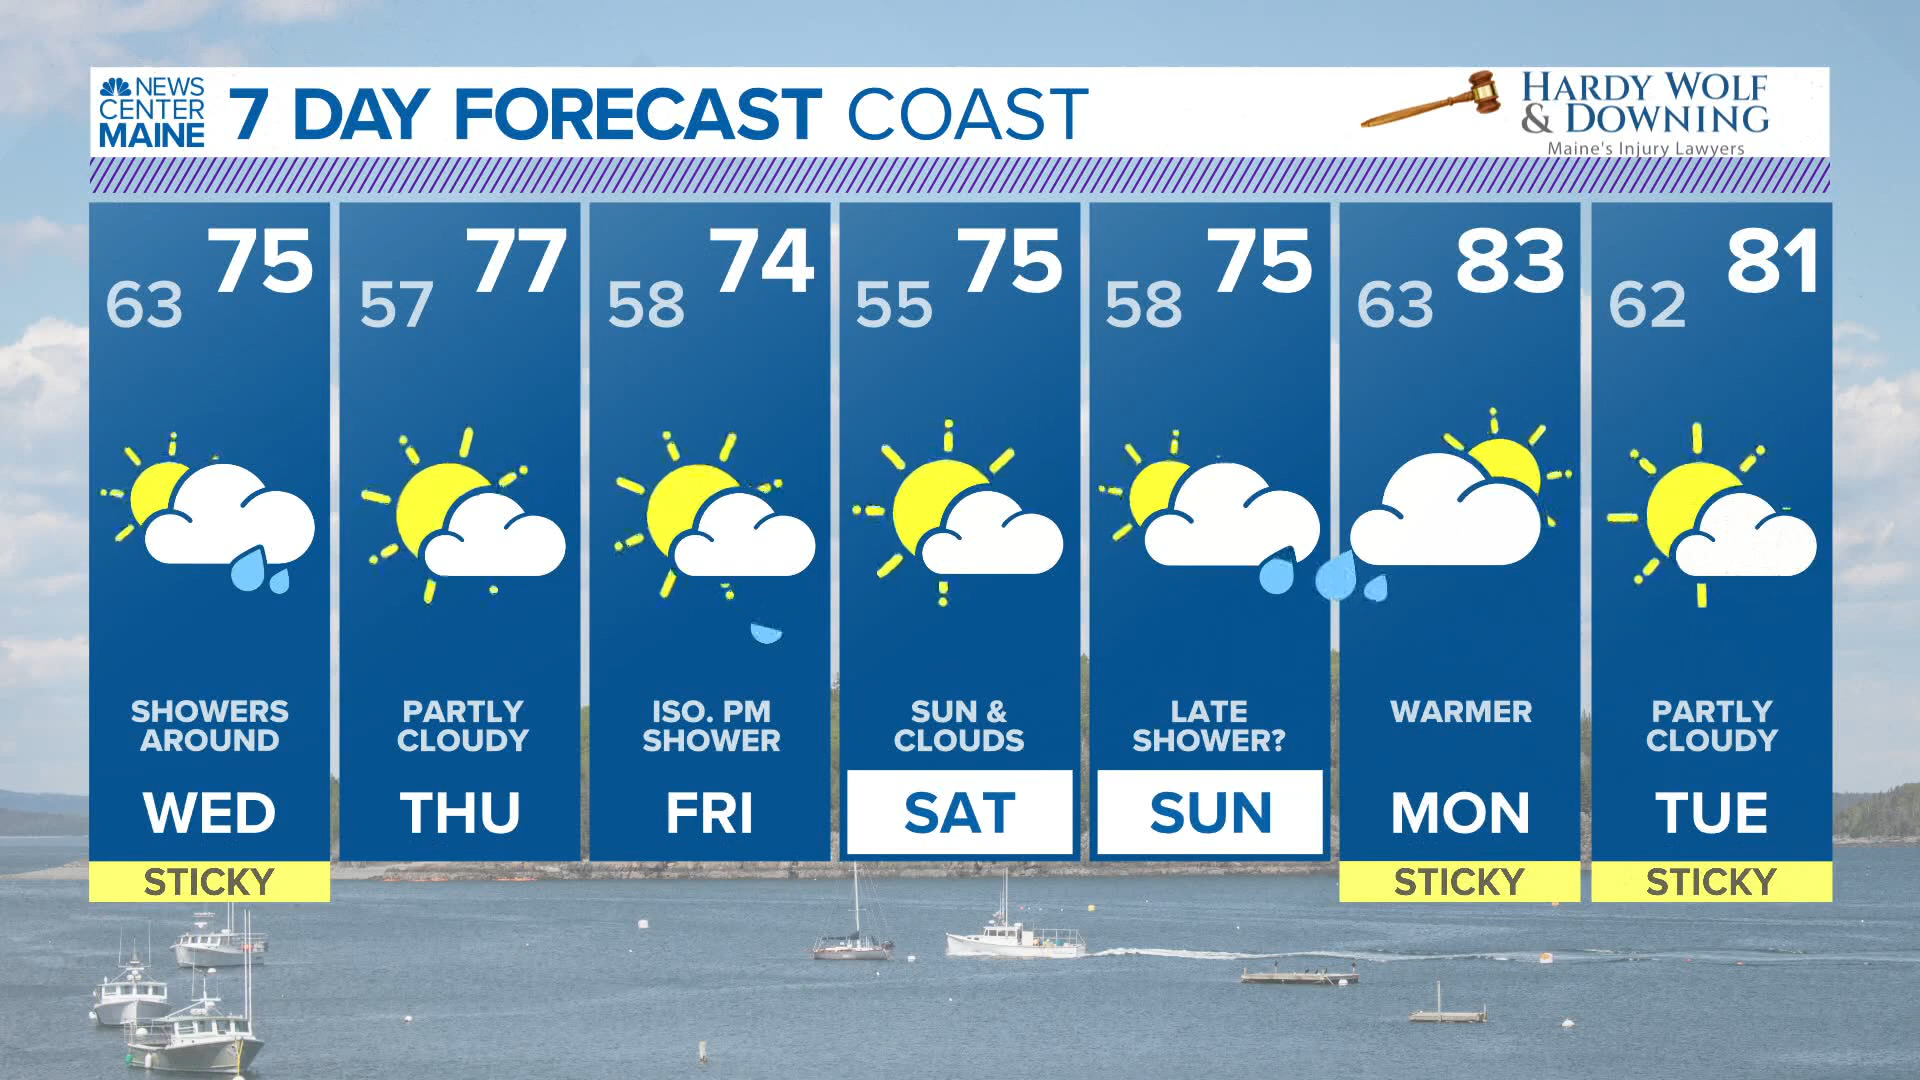 NEWS
CENTER
MAINE
7 DAY FORECAST COAST
HARDY WOLF
& DOWNING
Maine's Injury Lawyers
63 75
SHOWERS
AROUND
WED
STICKY
57 77
PARTLY
CLOUDY
THU
58 74
ISO. PM
SHOWER
FRI
55 75
SUN &
CLOUDS
SAT
58 75
LATE
SHOWER?
SUN
63 83
WARMER
MON
STICKY
62 81
PARTLY
CLOUDY
TUE
STICKY